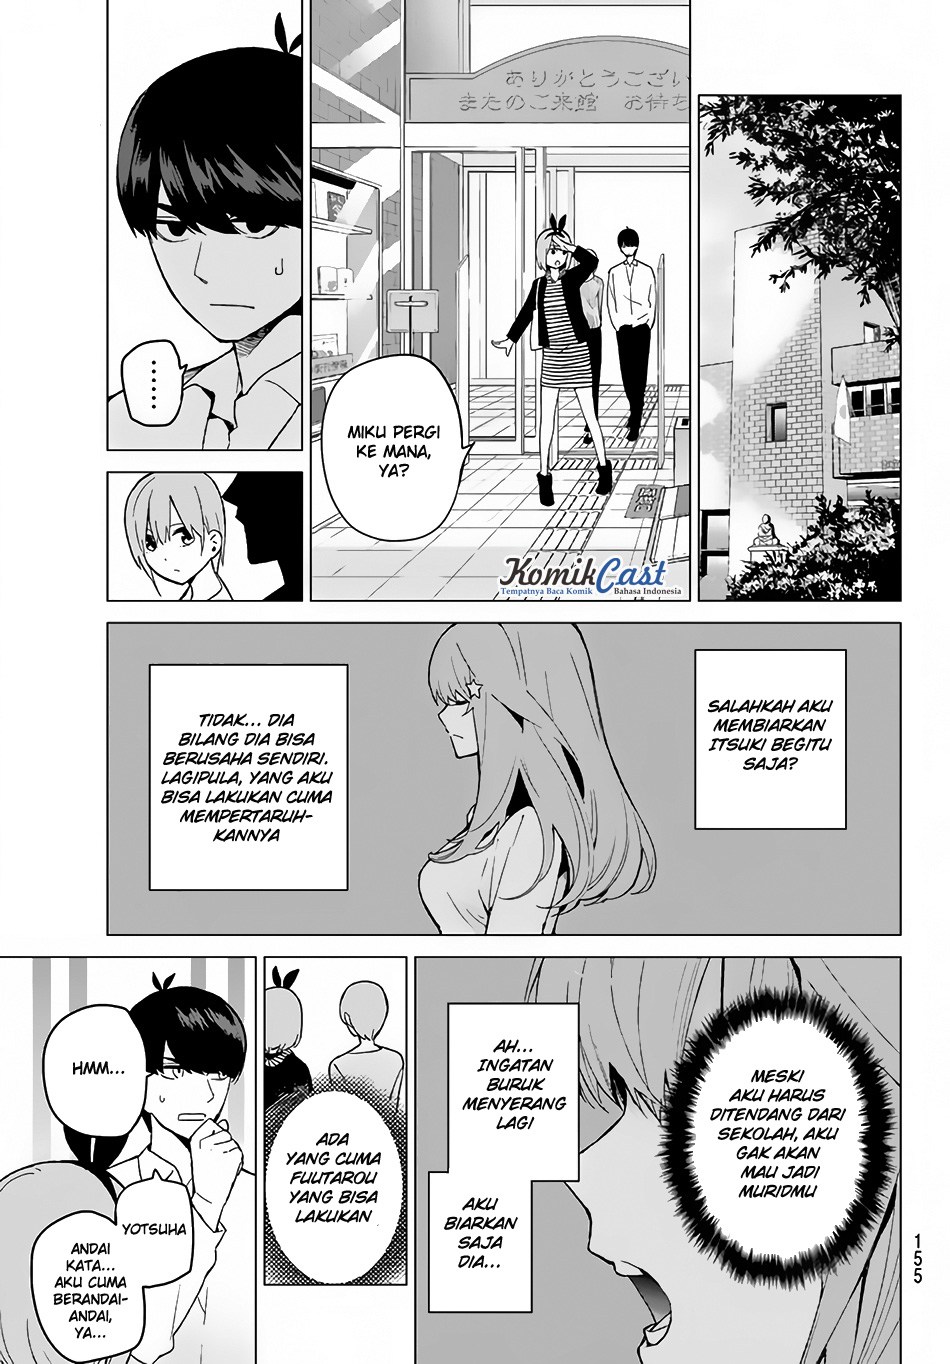 ありがとうござい
またのご来館 お待ち
MIKU PERGI
KE MANA,
YA?
......
KomikCast
Tempatnya Baca Komik Bahasa Indonesia
SALAHKAH AKU
MEMBIARKAN
ITSUKI BEGITU
SAJA?
TIDAK... DIA
BILANG DIA BISA
BERUSAHA SENDIRI.
LAGIPULA, YANG AKU
BISA LAKUKAN CUMA
MEMPERTARUH-
KANNYA
MESKI
AKU HARUS
DITENDANG DARI
SEKOLAH, AKU
GAK AKAN
MAU JADI
MURIDMU
AH...
INGATAN
BURUK
MENYERANG
LAGI
AKU
BIARKAN
SAJA
DIA...
ADA
YANG CUMA
FUUTAROU
YANG BISA
LAKUKAN
HMM...
YOTSUHA
ANDAI
KATA...
AKU CUMA
BERANDAI-
ANDAI,
YA...
155